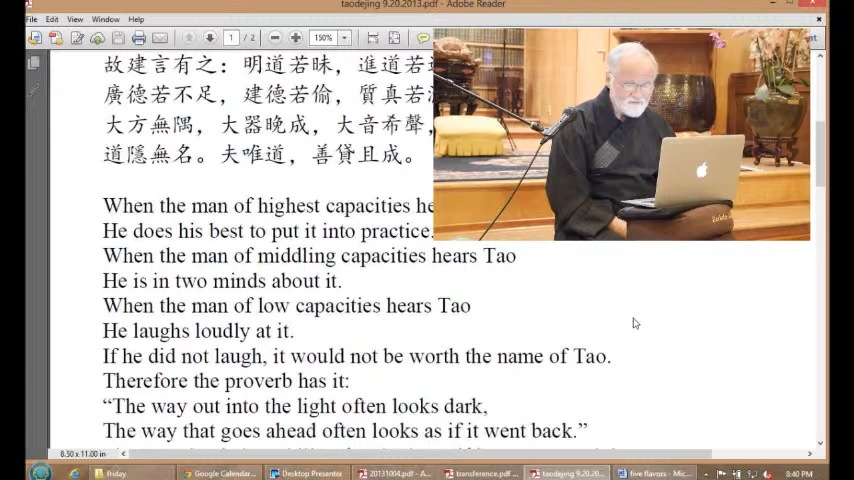 taodejing 9.20.2013.pdf - Adobe Reader
File Edit View Window Help
1 / 2 150%
故建言有之：明道若昧，進道若
廣德若不足，建德若偷，質真若
大方無隅，大器晚成，大音希聲，
道隱無名。夫唯道，善貸且成。
When the man of highest capacities he
He does his best to put it into practice.
When the man of middling capacities hears Tao
He is in two minds about it.
When the man of low capacities hears Tao
He laughs loudly at it.
If he did not laugh, it would not be worth the name of Tao.
Therefore the proverb has it:
“The way out into the light often looks dark,
The way that goes ahead often looks as if it went back.”
8.50 x 11.00 in
friday Google Calendar... Desktop Presenter 20131004.pdf - A... transference.pdf ... taodejing 9.20.20... five flavors - Mic... 8:40 PM